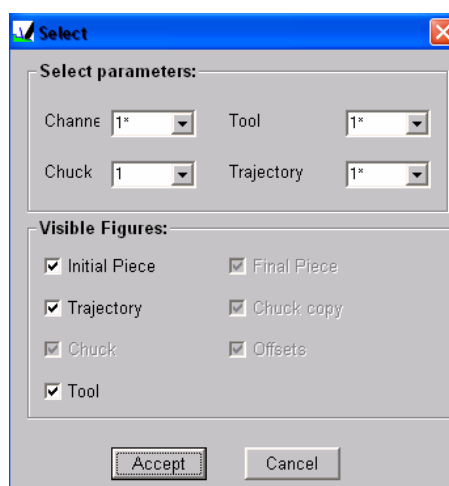 Select
Select parameters:
Channe 1* Tool 1*
Chuck 1 Trajectory 1*
Visible Figures:
Initial Piece Final Piece
Trajectory Chuck copy
Chuck Offsets
Tool
Accept Cancel